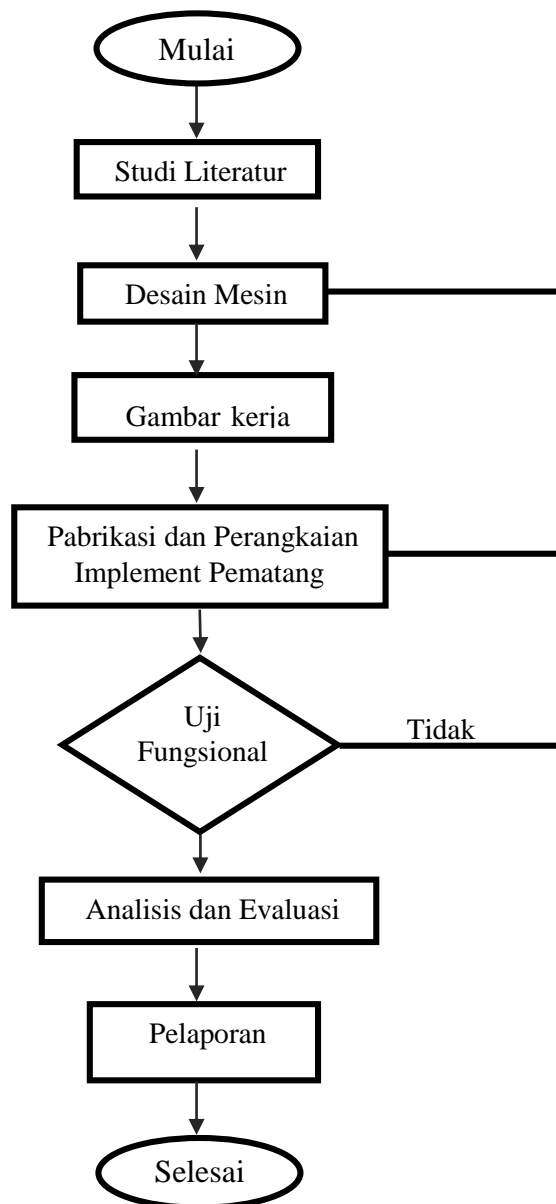 Mulai
Studi Literatur
Desain Mesin
Gambar kerja
Pabrikasi dan Perangkaian
Implement Pematang
Uji
Fungsional
Tidak
Analisis dan Evaluasi
Pelaporan
Selesai